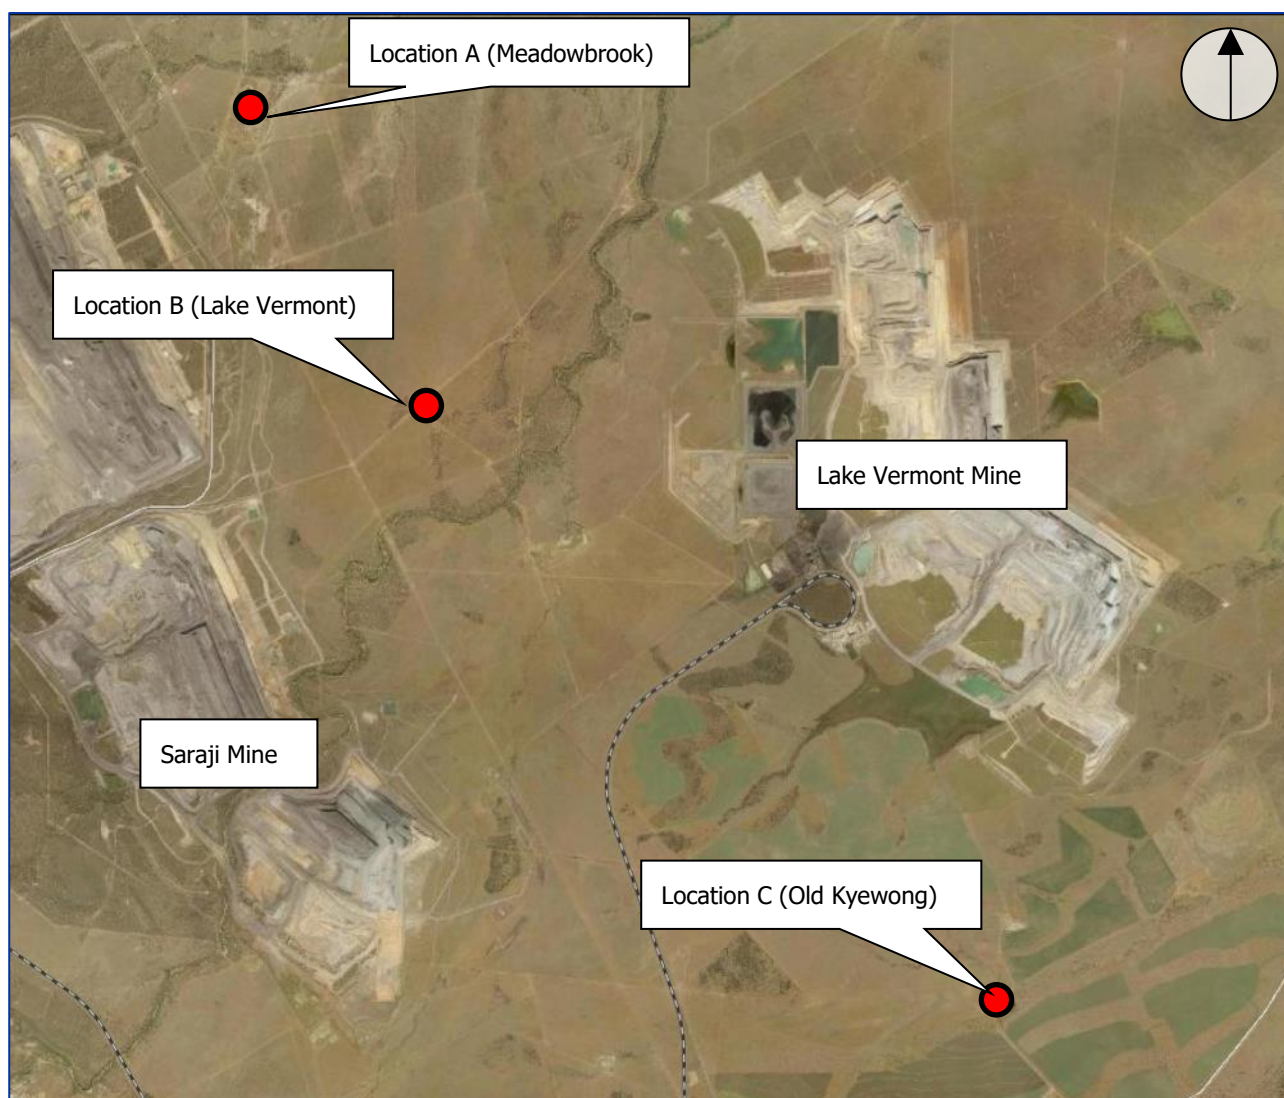 Location A (Meadowbrook)
Location B (Lake Vermont)
Lake Vermont Mine
Saraji Mine
Location C (Old Kyewong)